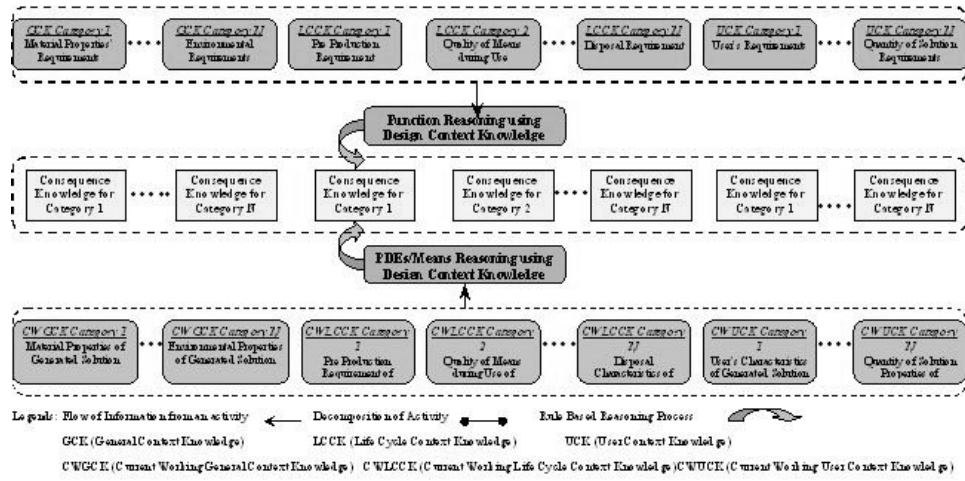 GCK Category 1
Material Properties'
Requirements
GCK Category N
Environmental
Requirements
LCCK Category 1
Pre Production
Requirement
LCCK Category 2
Quality of Means
during Use
LCCK Category N
Disposal Requirement
UCK Category 1
User's Requirements
UCK Category N
Quantity of Solution
Requirements
Function Reasoning using
Design Context Knowledge
Consequence
Knowledge for
Category 1
Consequence
Knowledge for
Category N
Consequence
Knowledge for
Category 1
Consequence
Knowledge for
Category 2
Consequence
Knowledge for
Category N
Consequence
Knowledge for
Category 1
Consequence
Knowledge for
Category N
PDEs/Means Reasoning using
Design Context Knowledge
CWGCK Category 1
Material Properties of
Generated Solution
CWGCK Category N
Environmental Properties
of Generated Solution
CWLCCK Category
1
Pre Production
Requirement of
CWLCCK Category
2
Quality of Means
during Use of
CWLCCK Category
N
Disposal
Characteristics of
CWUCK Category
1
User's Characteristics
of Generated Solution
CWUCK Category
N
Quantity of Solution
Properties of
Legends: Flow of Information from an activity
Decomposition of Activity
Rule Based Reasoning Process
GCK (General Context Knowledge)
LCCK (Life Cycle Context Knowledge)
UCK (User Context Knowledge)
CWGCK (Current Working General Context Knowledge)
CWLCCK (Current Working Life Cycle Context Knowledge)
CWUCK (Current Working User Context Knowledge)